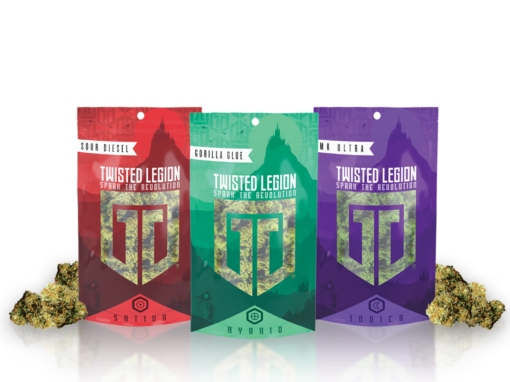 SOUR DIESEL
TWISTED LEGION
SPARK THE REVOLUTION
SATIVA
GORILLA GLUE
TWISTED LEGION
SPARK THE REVOLUTION
HYBRID
MK ULTRA
TWISTED LEGION
SPARK THE REVOLUTION
INDICA